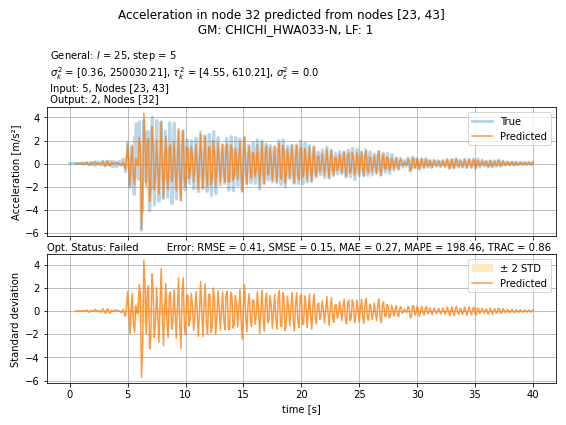 Acceleration in node 32 predicted from nodes [23, 43]
GM: CHICHI_HWA033-N, LF: 1
General: l = 25, step = 5
σ²ₖ = [0.36, 250030.21], τ²ₖ = [4.55, 610.21], σ²ε = 0.0
Input: 5, Nodes [23, 43]
Output: 2, Nodes [32]
Acceleration [m/s²]
4
2
0
−2
−4
−6
True
Predicted
Opt. Status: Failed
Error: RMSE = 0.41, SMSE = 0.15, MAE = 0.27, MAPE = 198.46, TRAC = 0.86
Standard deviation
4
2
0
−2
−4
−6
± 2 STD
Predicted
0 5 10 15 20 25 30 35 40
time [s]